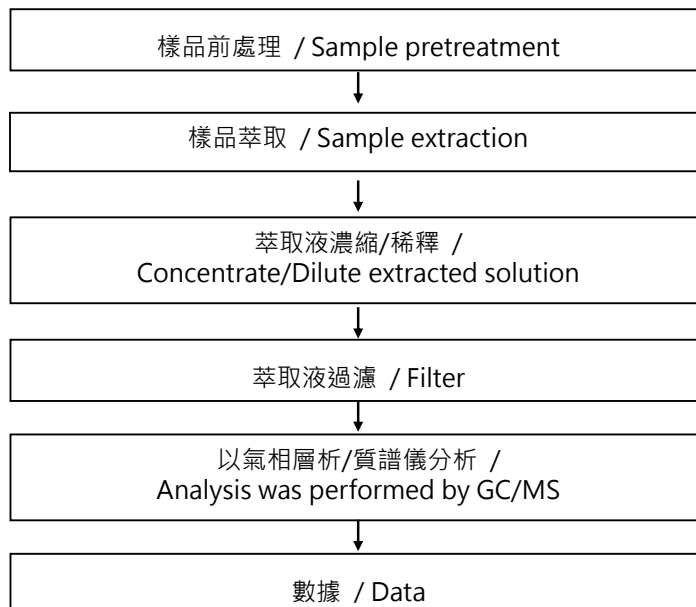 樣品前處理 / Sample pretreatment
樣品萃取 / Sample extraction
萃取液濃縮/稀釋 /
Concentrate/Dilute extracted solution
萃取液過濾 / Filter
以氣相層析/質譜儀分析 /
Analysis was performed by GC/MS
數據 / Data